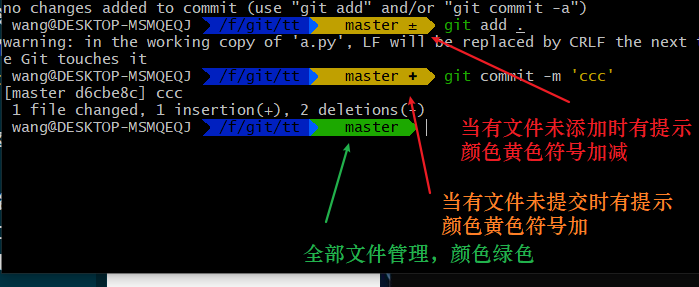 no changes added to commit (use "git add" and/or "git commit -a")
wang@DESKTOP-MSMQEQJ /f/git/tt master ± git add .
warning: in the working copy of 'a.py', LF will be replaced by CRLF the next ti
e Git touches it
wang@DESKTOP-MSMQEQJ /f/git/tt master + git commit -m 'ccc'
[master d6cbe8c] ccc
1 file changed, 1 insertion(+), 2 deletions(-)
wang@DESKTOP-MSMQEQJ /f/git/tt master
当有文件未添加时有提示
颜色黄色符号加减
当有文件未提交时有提示
颜色黄色符号加
全部文件管理，颜色绿色